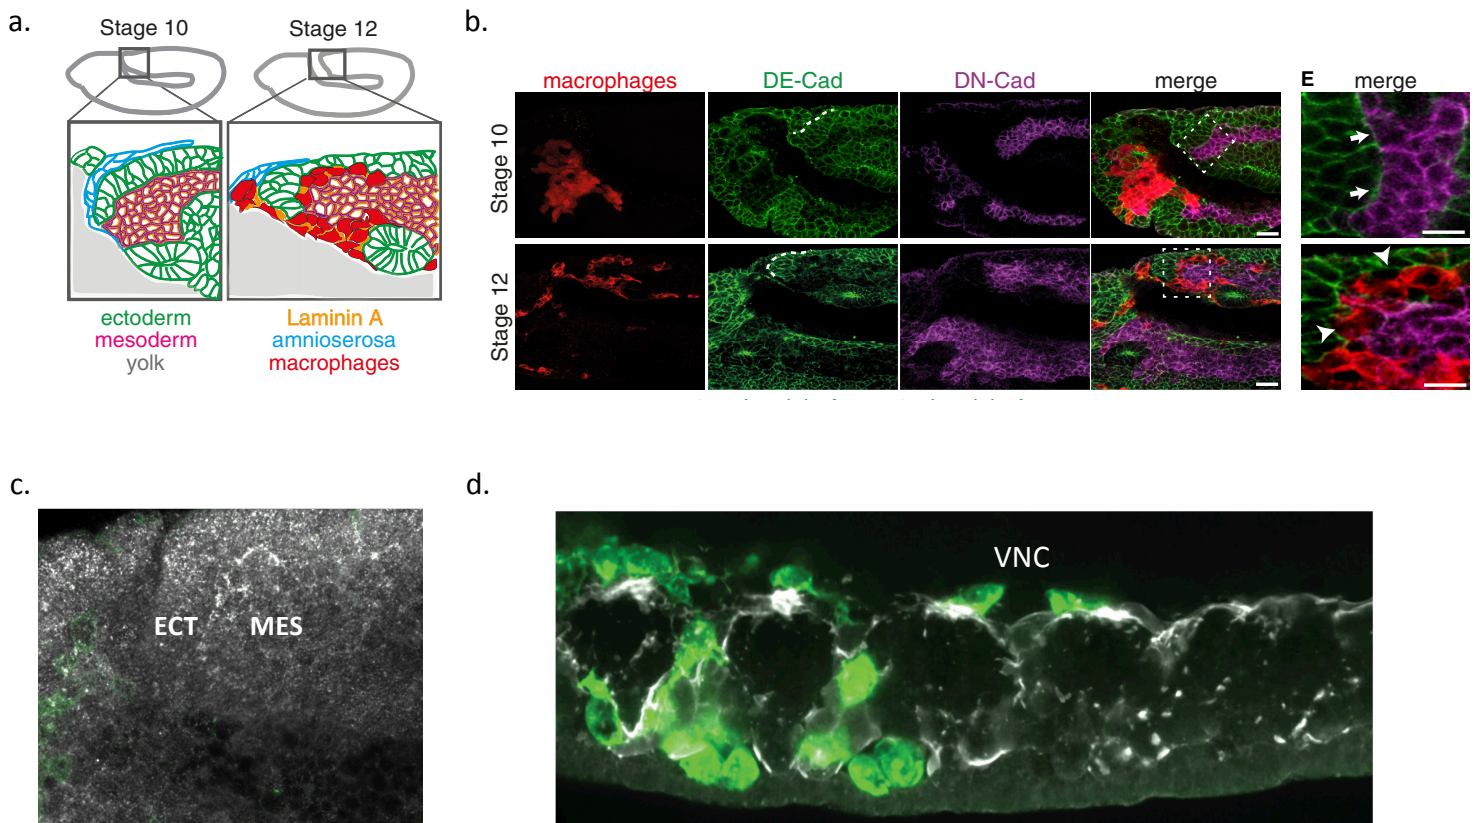 a.
Stage 10
Stage 12
ectoderm
mesoderm
yolk
Laminin A
amnioserosa
macrophages
b.
macrophages
DE-Cad
DN-Cad
merge
E
merge
Stage 10
Stage 12
c.
ECT
MES
d.
VNC